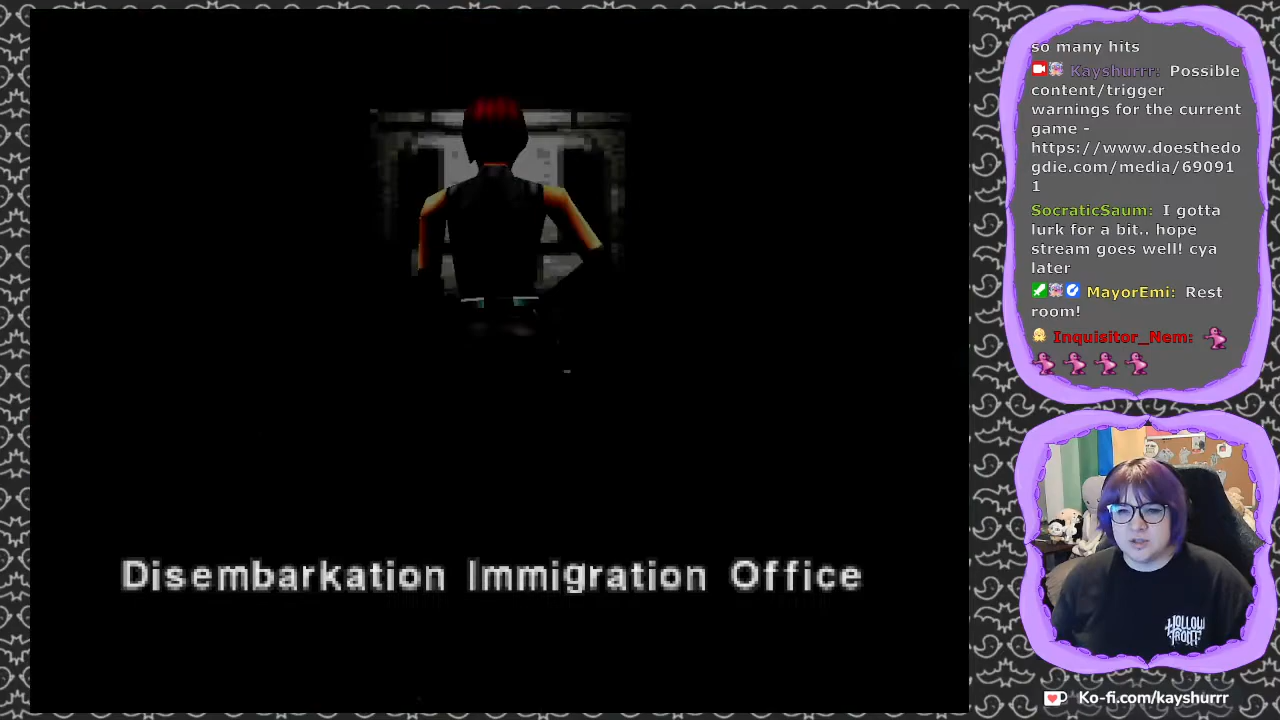 so many hits
Kayshurrr: Possible
content/trigger
warnings for the current
game -
https://www.doesthedo
gdie.com/media/69091
1
SocraticSaum: I gotta
lurk for a bit.. hope
stream goes well! cya
later
MayorEmi: Rest
room!
Inquisitor_Nem:
Disembarkation Immigration Office
HOLLOW
FRONT
Ko-fi.com/kayshurrr